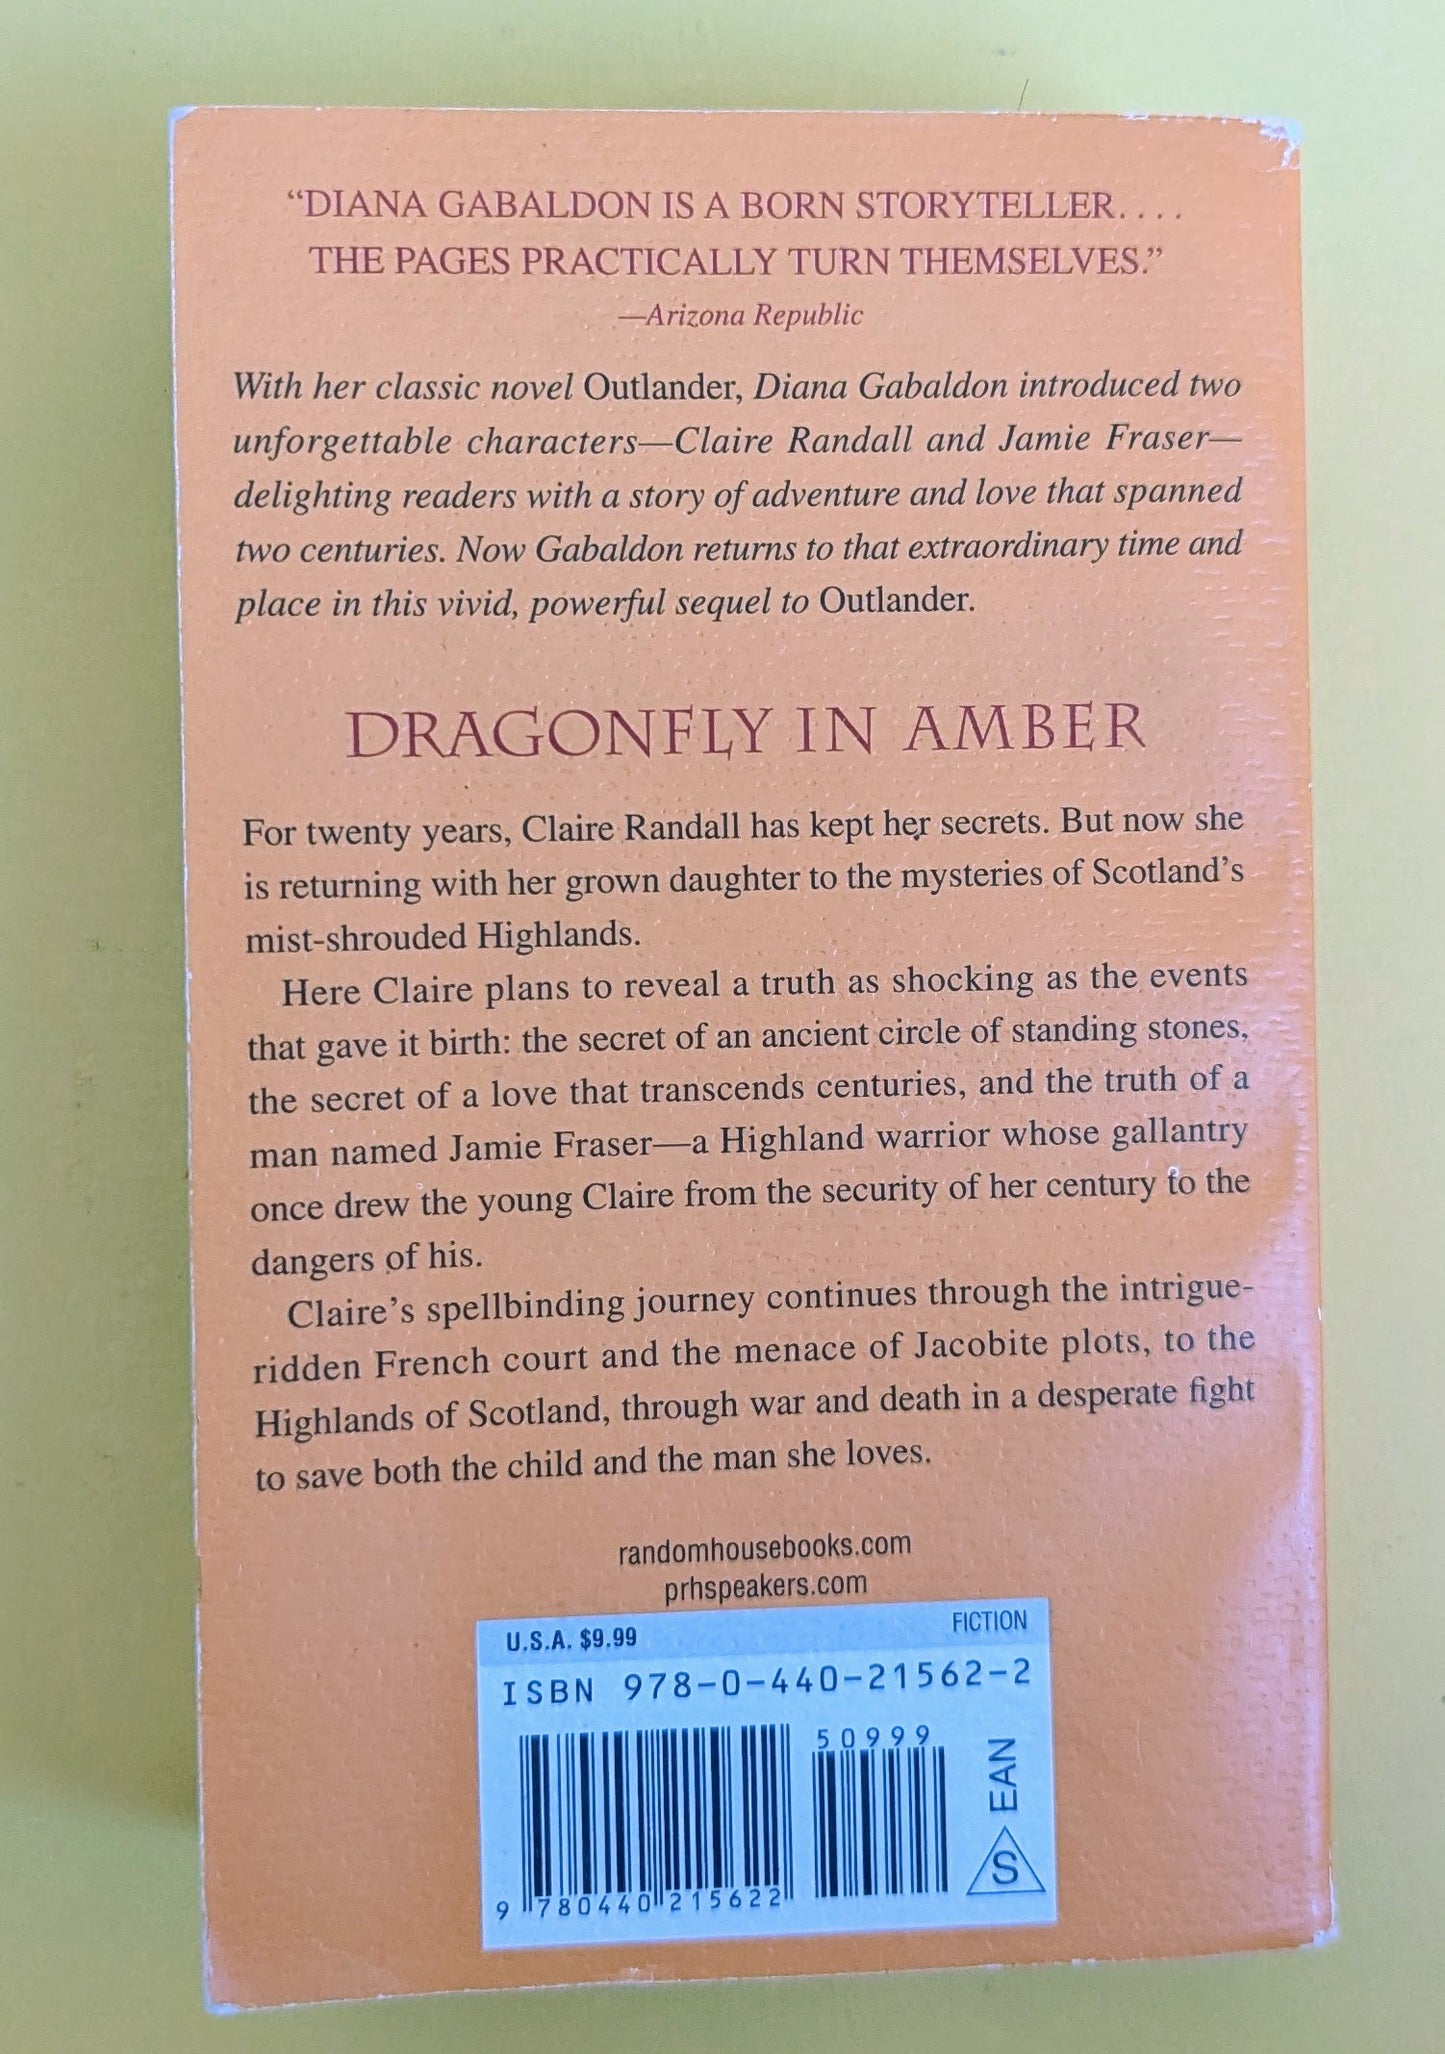 “DIANA GABALDON IS A BORN STORYTELLER. . . .
THE PAGES PRACTICALLY TURN THEMSELVES.”
—Arizona Republic
With her classic novel Outlander, Diana Gabaldon introduced two
unforgettable characters—Claire Randall and Jamie Fraser—
delighting readers with a story of adventure and love that spanned
two centuries. Now Gabaldon returns to that extraordinary time and
place in this vivid, powerful sequel to Outlander.
DRAGONFLY IN AMBER
For twenty years, Claire Randall has kept her secrets. But now she
is returning with her grown daughter to the mysteries of Scotland’s
mist-shrouded Highlands.
Here Claire plans to reveal a truth as shocking as the events
that gave it birth: the secret of an ancient circle of standing stones,
the secret of a love that transcends centuries, and the truth of a
man named Jamie Fraser—a Highland warrior whose gallantry
once drew the young Claire from the security of her century to the
dangers of his.
Claire’s spellbinding journey continues through the intrigue-
ridden French court and the menace of Jacobite plots, to the
Highlands of Scotland, through war and death in a desperate fight
to save both the child and the man she loves.
randomhousebooks.com
prhspeakers.com
U.S.A. $9.99 FICTION
ISBN 978-0-440-21562-2
50999
EAN
S
9 780440 215622